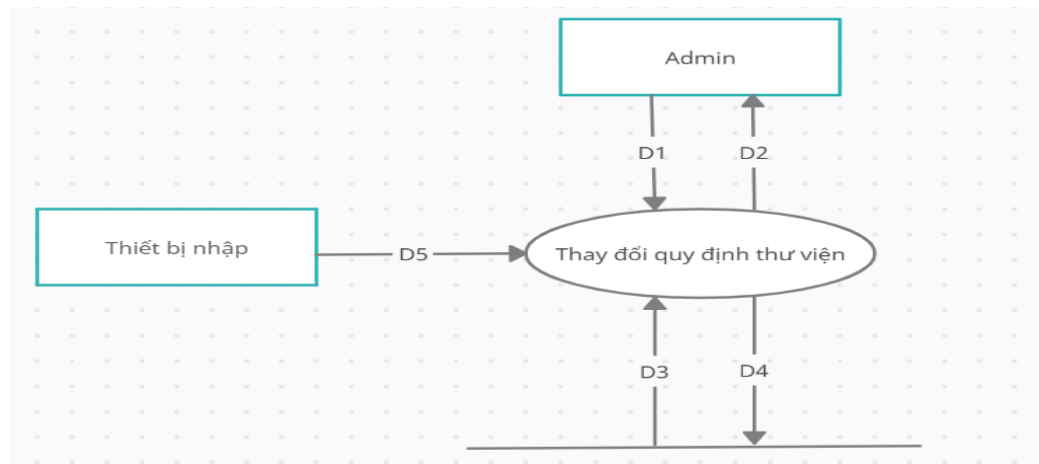 Admin
D1
D2
Thiết bị nhập
D5
Thay đổi quy định thư viện
D3
D4